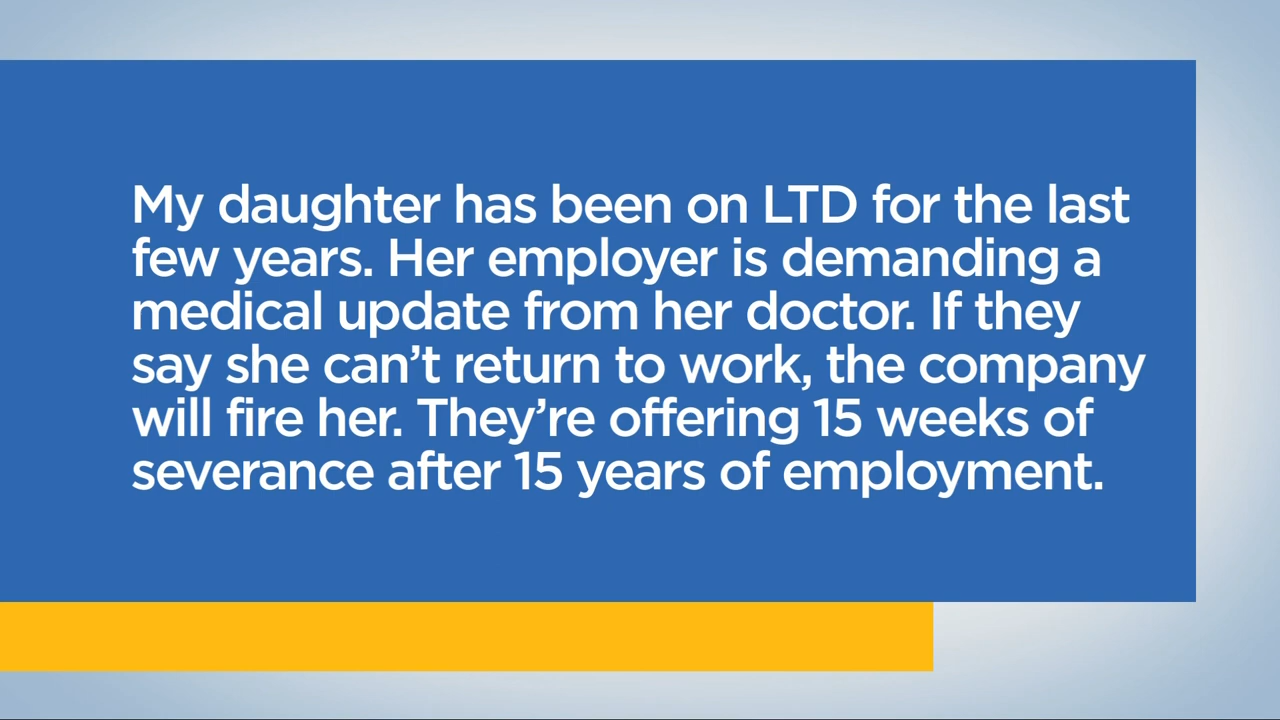 My daughter has been on LTD for the last
few years. Her employer is demanding a
medical update from her doctor. If they
say she can’t return to work, the company
will fire her. They’re offering 15 weeks of
severance after 15 years of employment.